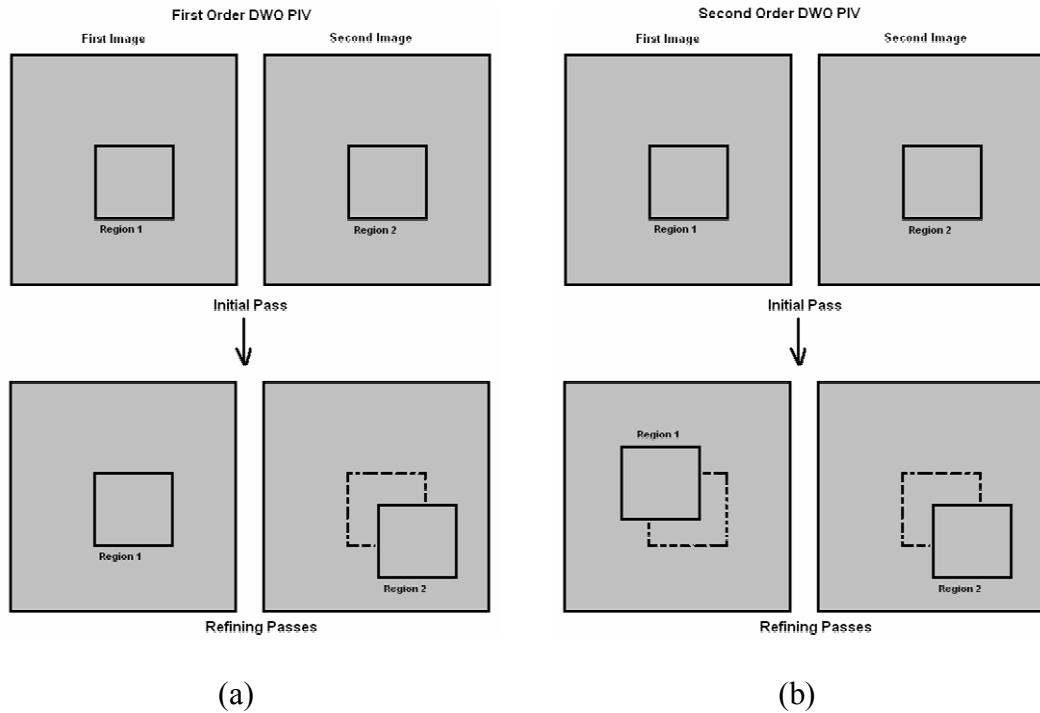 First Order DWO PIV
First Image
Second Image
Region 1
Region 2
Initial Pass
Region 1
Region 2
Refining Passes
(a)
Second Order DWO PIV
First Image
Second Image
Region 1
Region 2
Initial Pass
Region 1
Region 2
Refining Passes
(b)